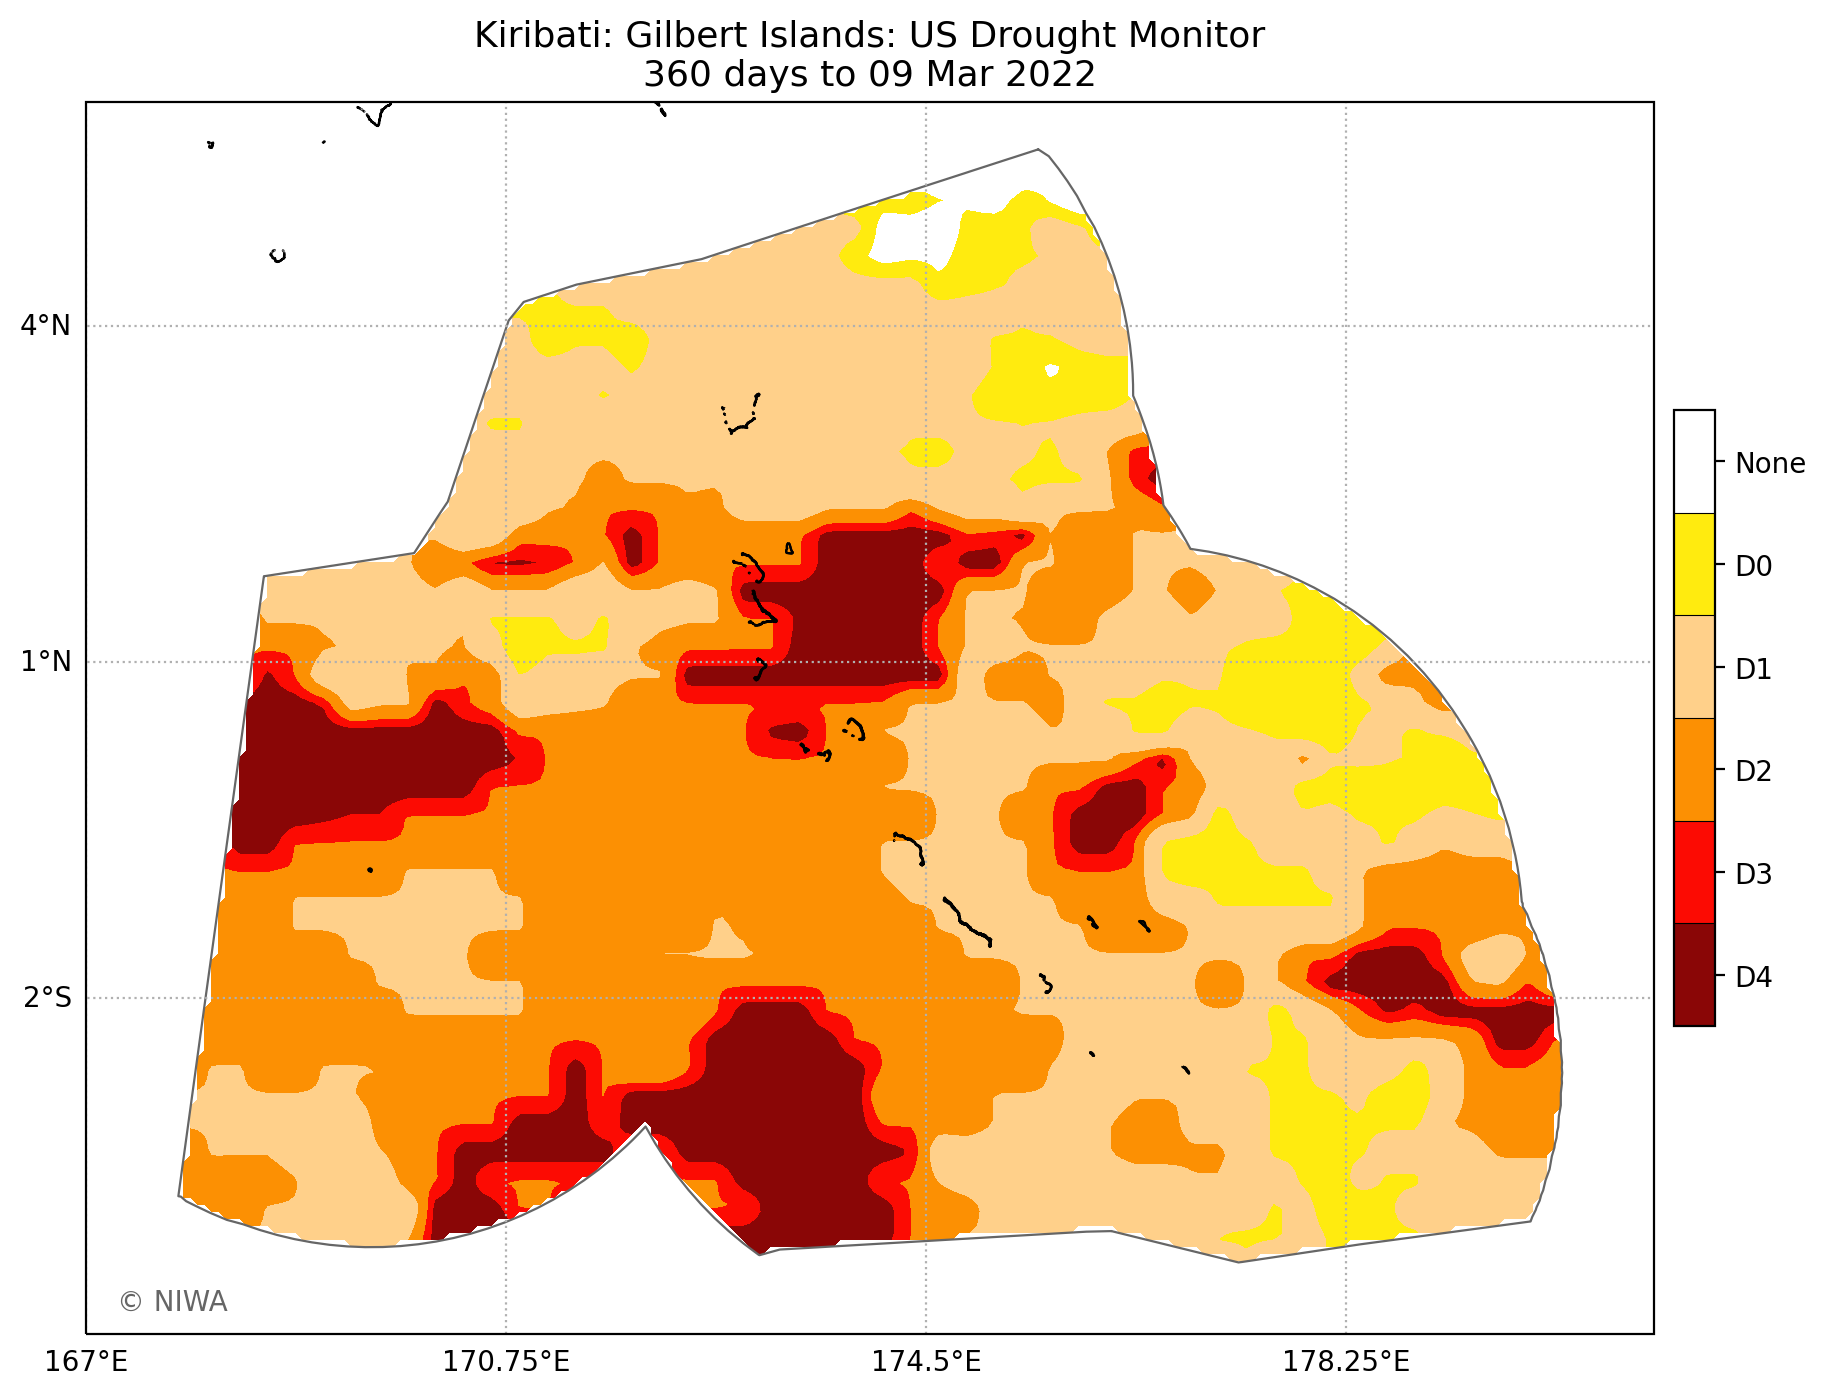 Kiribati: Gilbert Islands: US Drought Monitor
360 days to 09 Mar 2022
4°N
1°N
2°S
None
D0
D1
D2
D3
D4
© NIWA
167°E
170.75°E
174.5°E
178.25°E